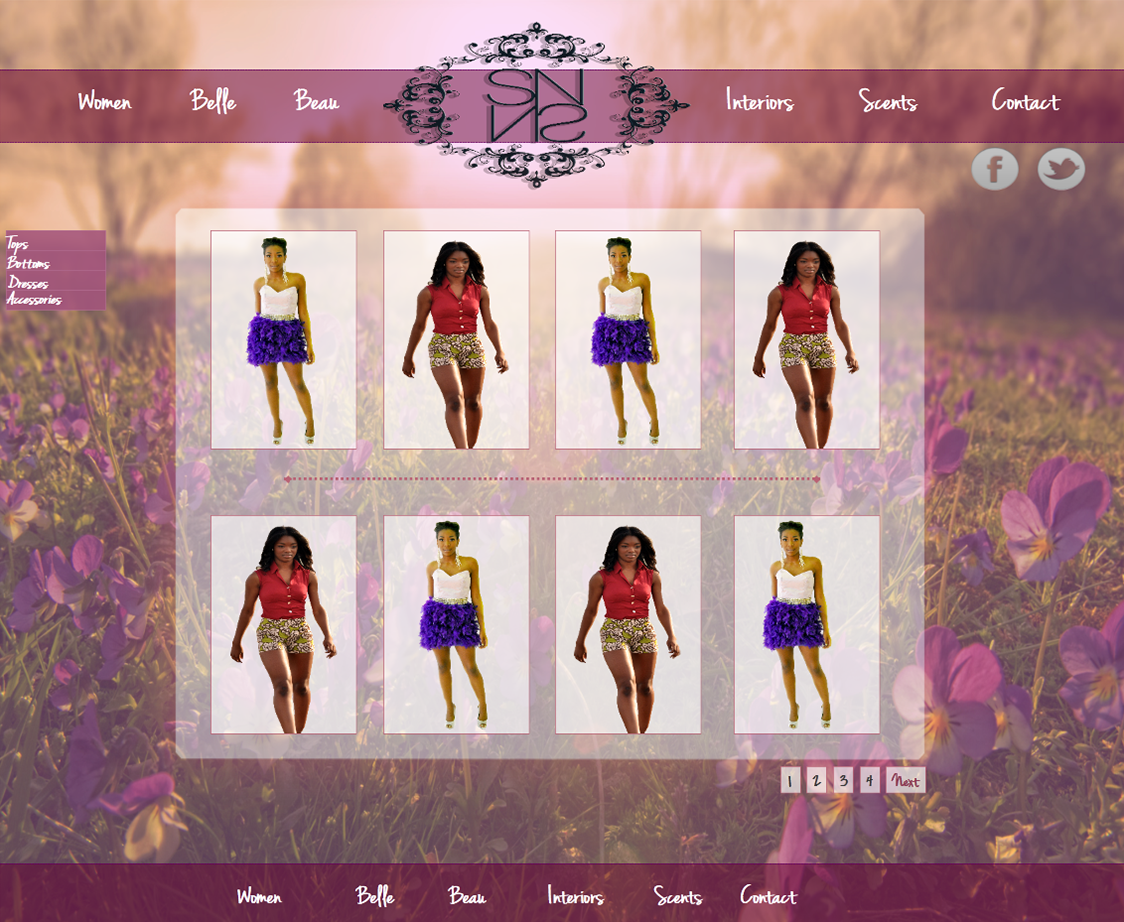 Women Belle Beau SN Interiors Scents Contact
f
Tops
Bottoms
Dresses
Accessories
1 2 3 4 Next
Women Belle Beau Interiors Scents Contact